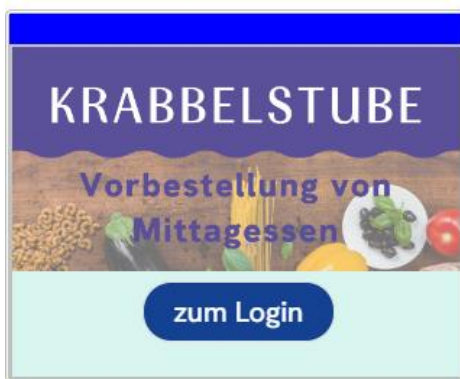 KRABBELSTUBE
Vorbestellung von
Mittagessen
zum Login